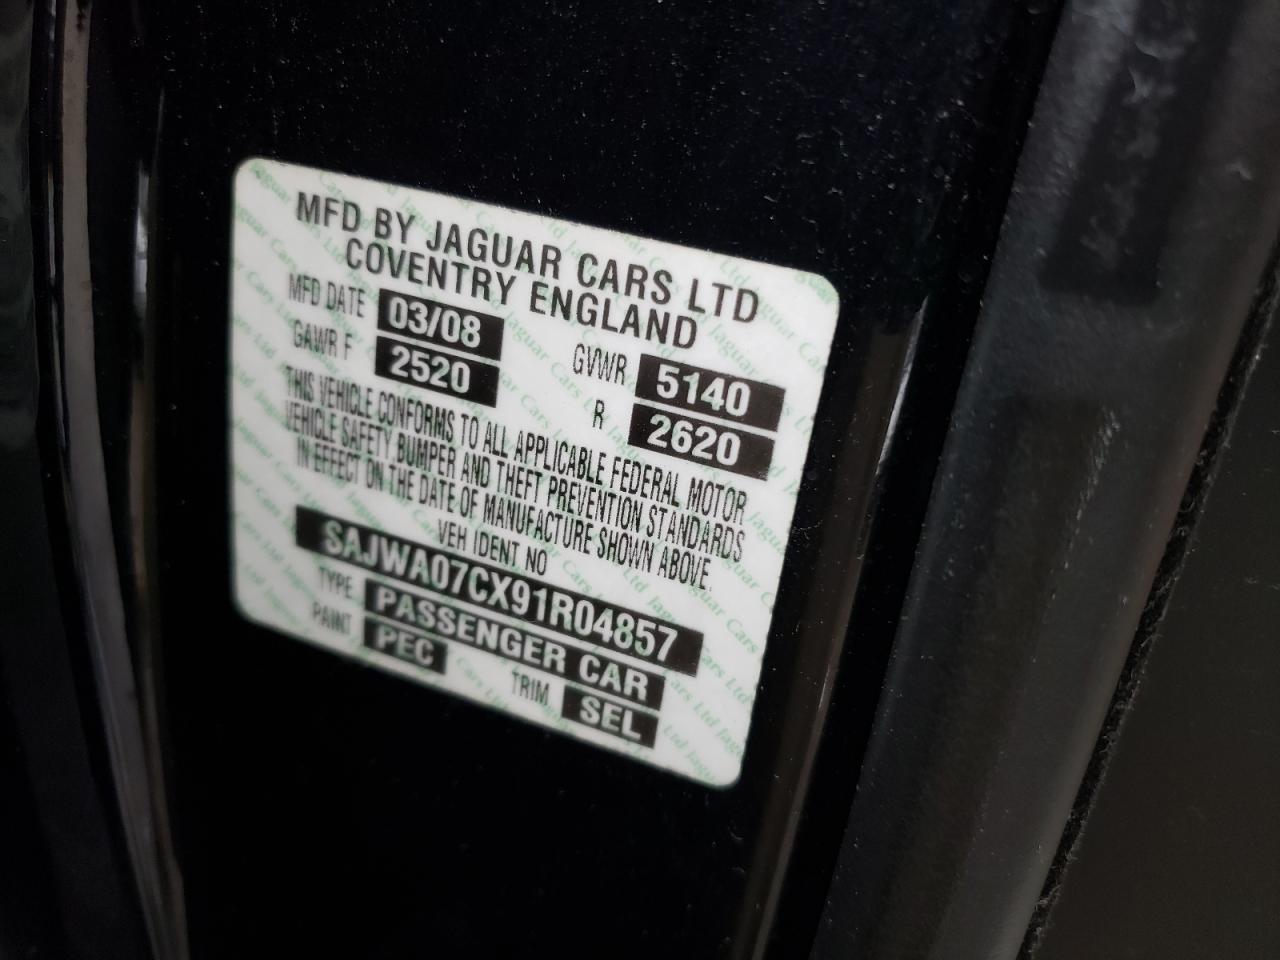 MFD BY JAGUAR CARS LTD
COVENTRY ENGLAND
MFD DATE 03/08 GVWR 5140
GAWR F 2520 R 2620
THIS VEHICLE CONFORMS TO ALL APPLICABLE FEDERAL MOTOR
VEHICLE SAFETY BUMPER AND THEFT PREVENTION STANDARDS
IN EFFECT ON THE DATE OF MANUFACTURE SHOWN ABOVE.
VEH IDENT NO
SAJWA07CX91R04857
TYPE PASSENGER CAR
PAINT PEC TRIM SEL